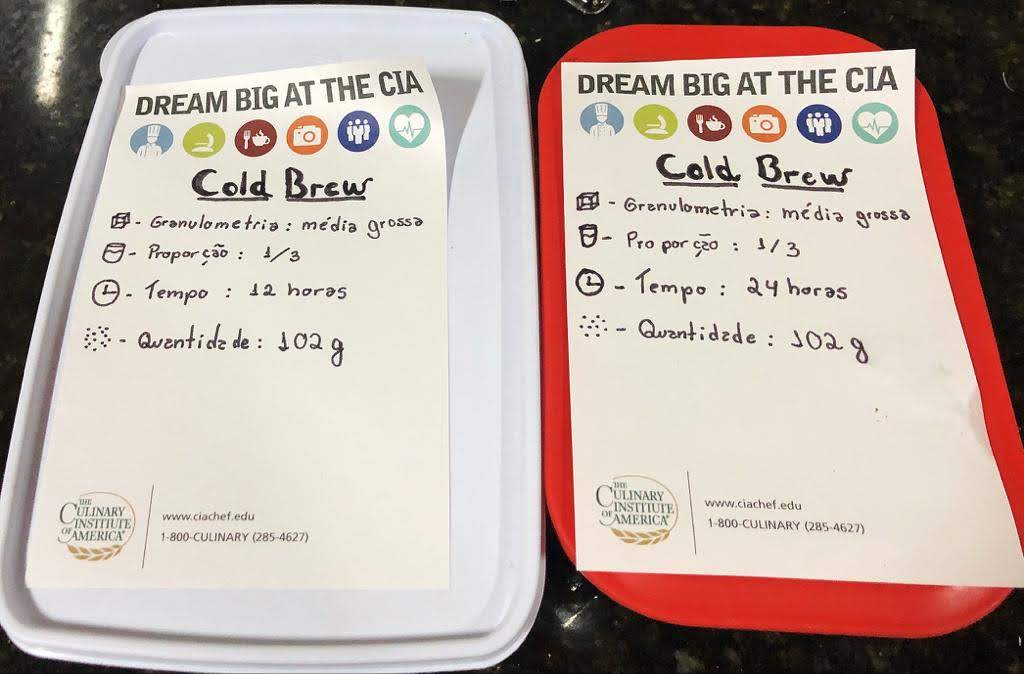 DREAM BIG AT THE CIA
Cold Brew
- Granulometria : média grossa
- Proporção : 1/3
- Tempo : 12 horas
- Quantidade : 102 g
THE
CULINARY
INSTITUTE
OF AMERICA®
www.ciachef.edu
1-800-CULINARY (285-4627)
DREAM BIG AT THE CIA
Cold Brew
- Granulometria : média grossa
- Proporção : 1/3
- Tempo : 24 horas
- Quantidade : 102 g
THE
CULINARY
INSTITUTE
OF AMERICA®
www.ciachef.edu
1-800-CULINARY (285-4627)